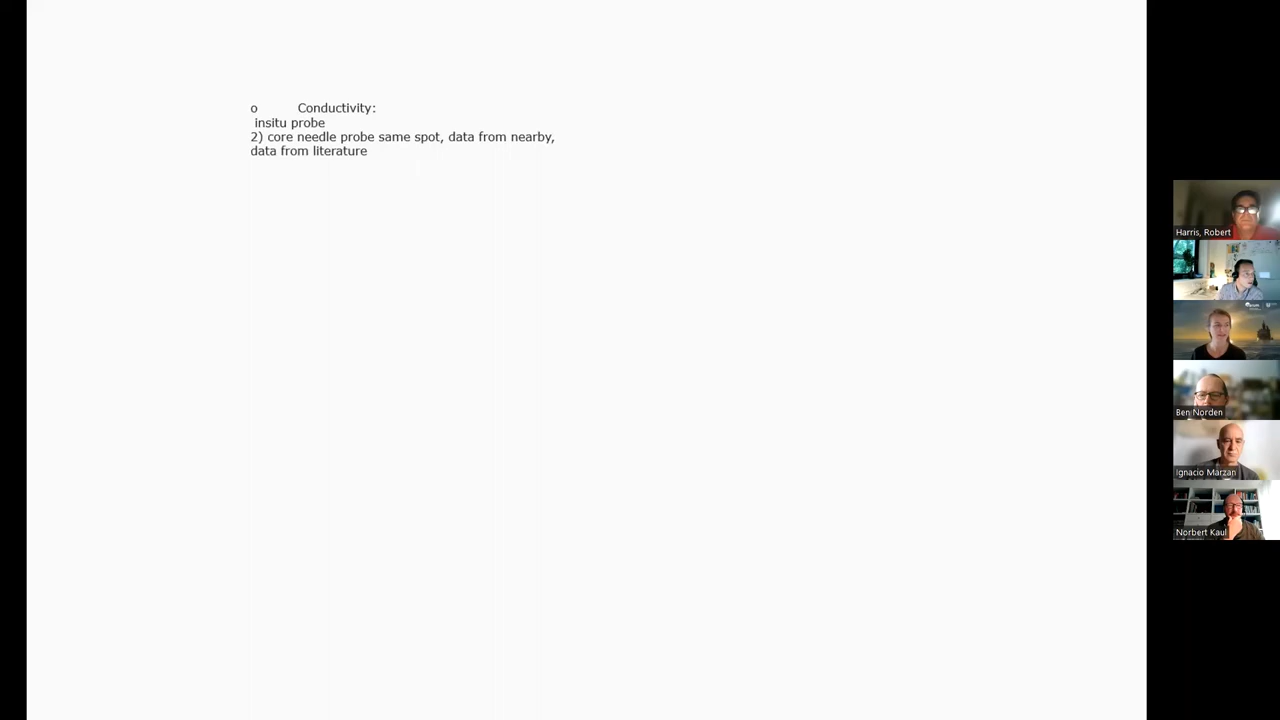 o Conductivity:
insitu probe
2) core needle probe same spot, data from nearby,
data from literature
Harris, Robert
Ben Norden
Ignacio Marzan
Norbert Kaul